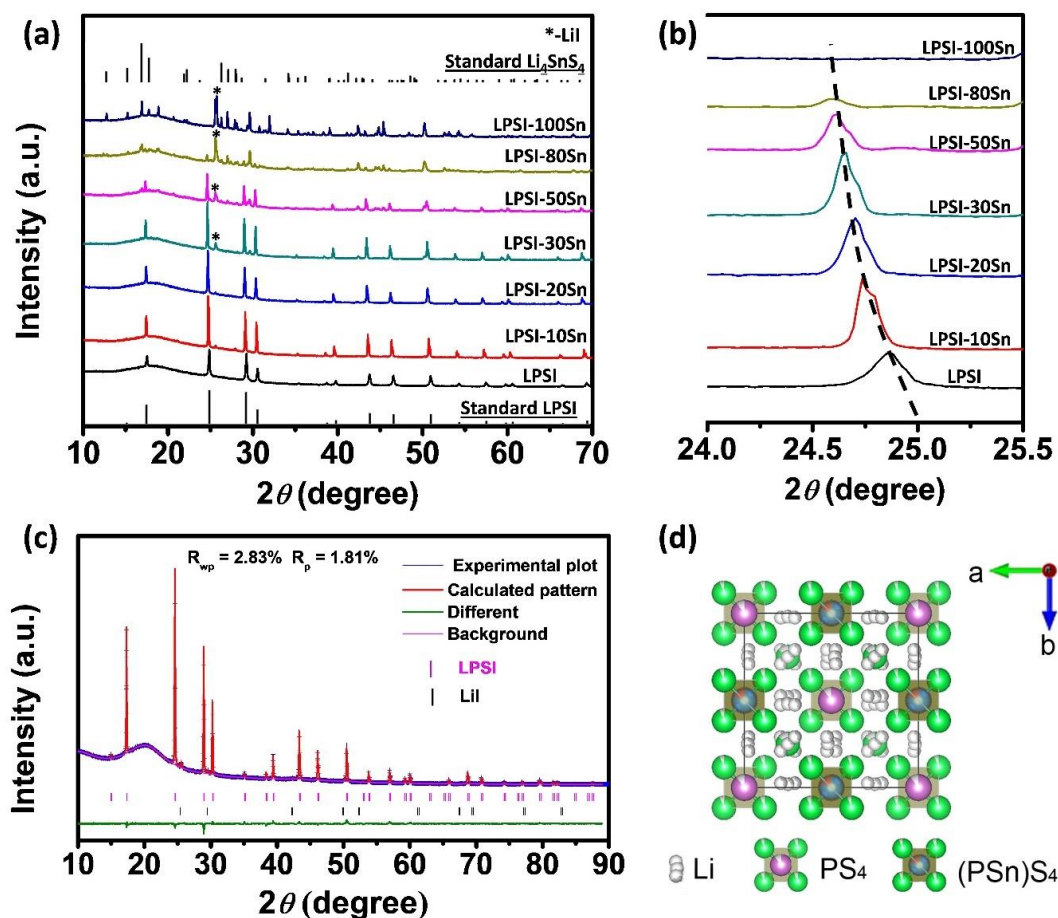 (a)
*-LiI
Standard Li₄SnS₄
LPSI-100Sn
*
LPSI-80Sn
*
LPSI-50Sn
*
LPSI-30Sn
*
LPSI-20Sn
LPSI-10Sn
LPSI
Standard LPSI
Intensity (a.u.)
10 20 30 40 50 60 70
2θ (degree)
(b)
LPSI-100Sn
LPSI-80Sn
LPSI-50Sn
LPSI-30Sn
LPSI-20Sn
LPSI-10Sn
LPSI
24.0 24.5 25.0 25.5
2θ (degree)
(c)
R_wp = 2.83% R_p = 1.81%
Experimental plot
Calculated pattern
Different
Background
LPSI
LiI
Intensity (a.u.)
10 20 30 40 50 60 70 80 90
2θ (degree)
(d)
a
b
Li PS₄ (PSn)S₄